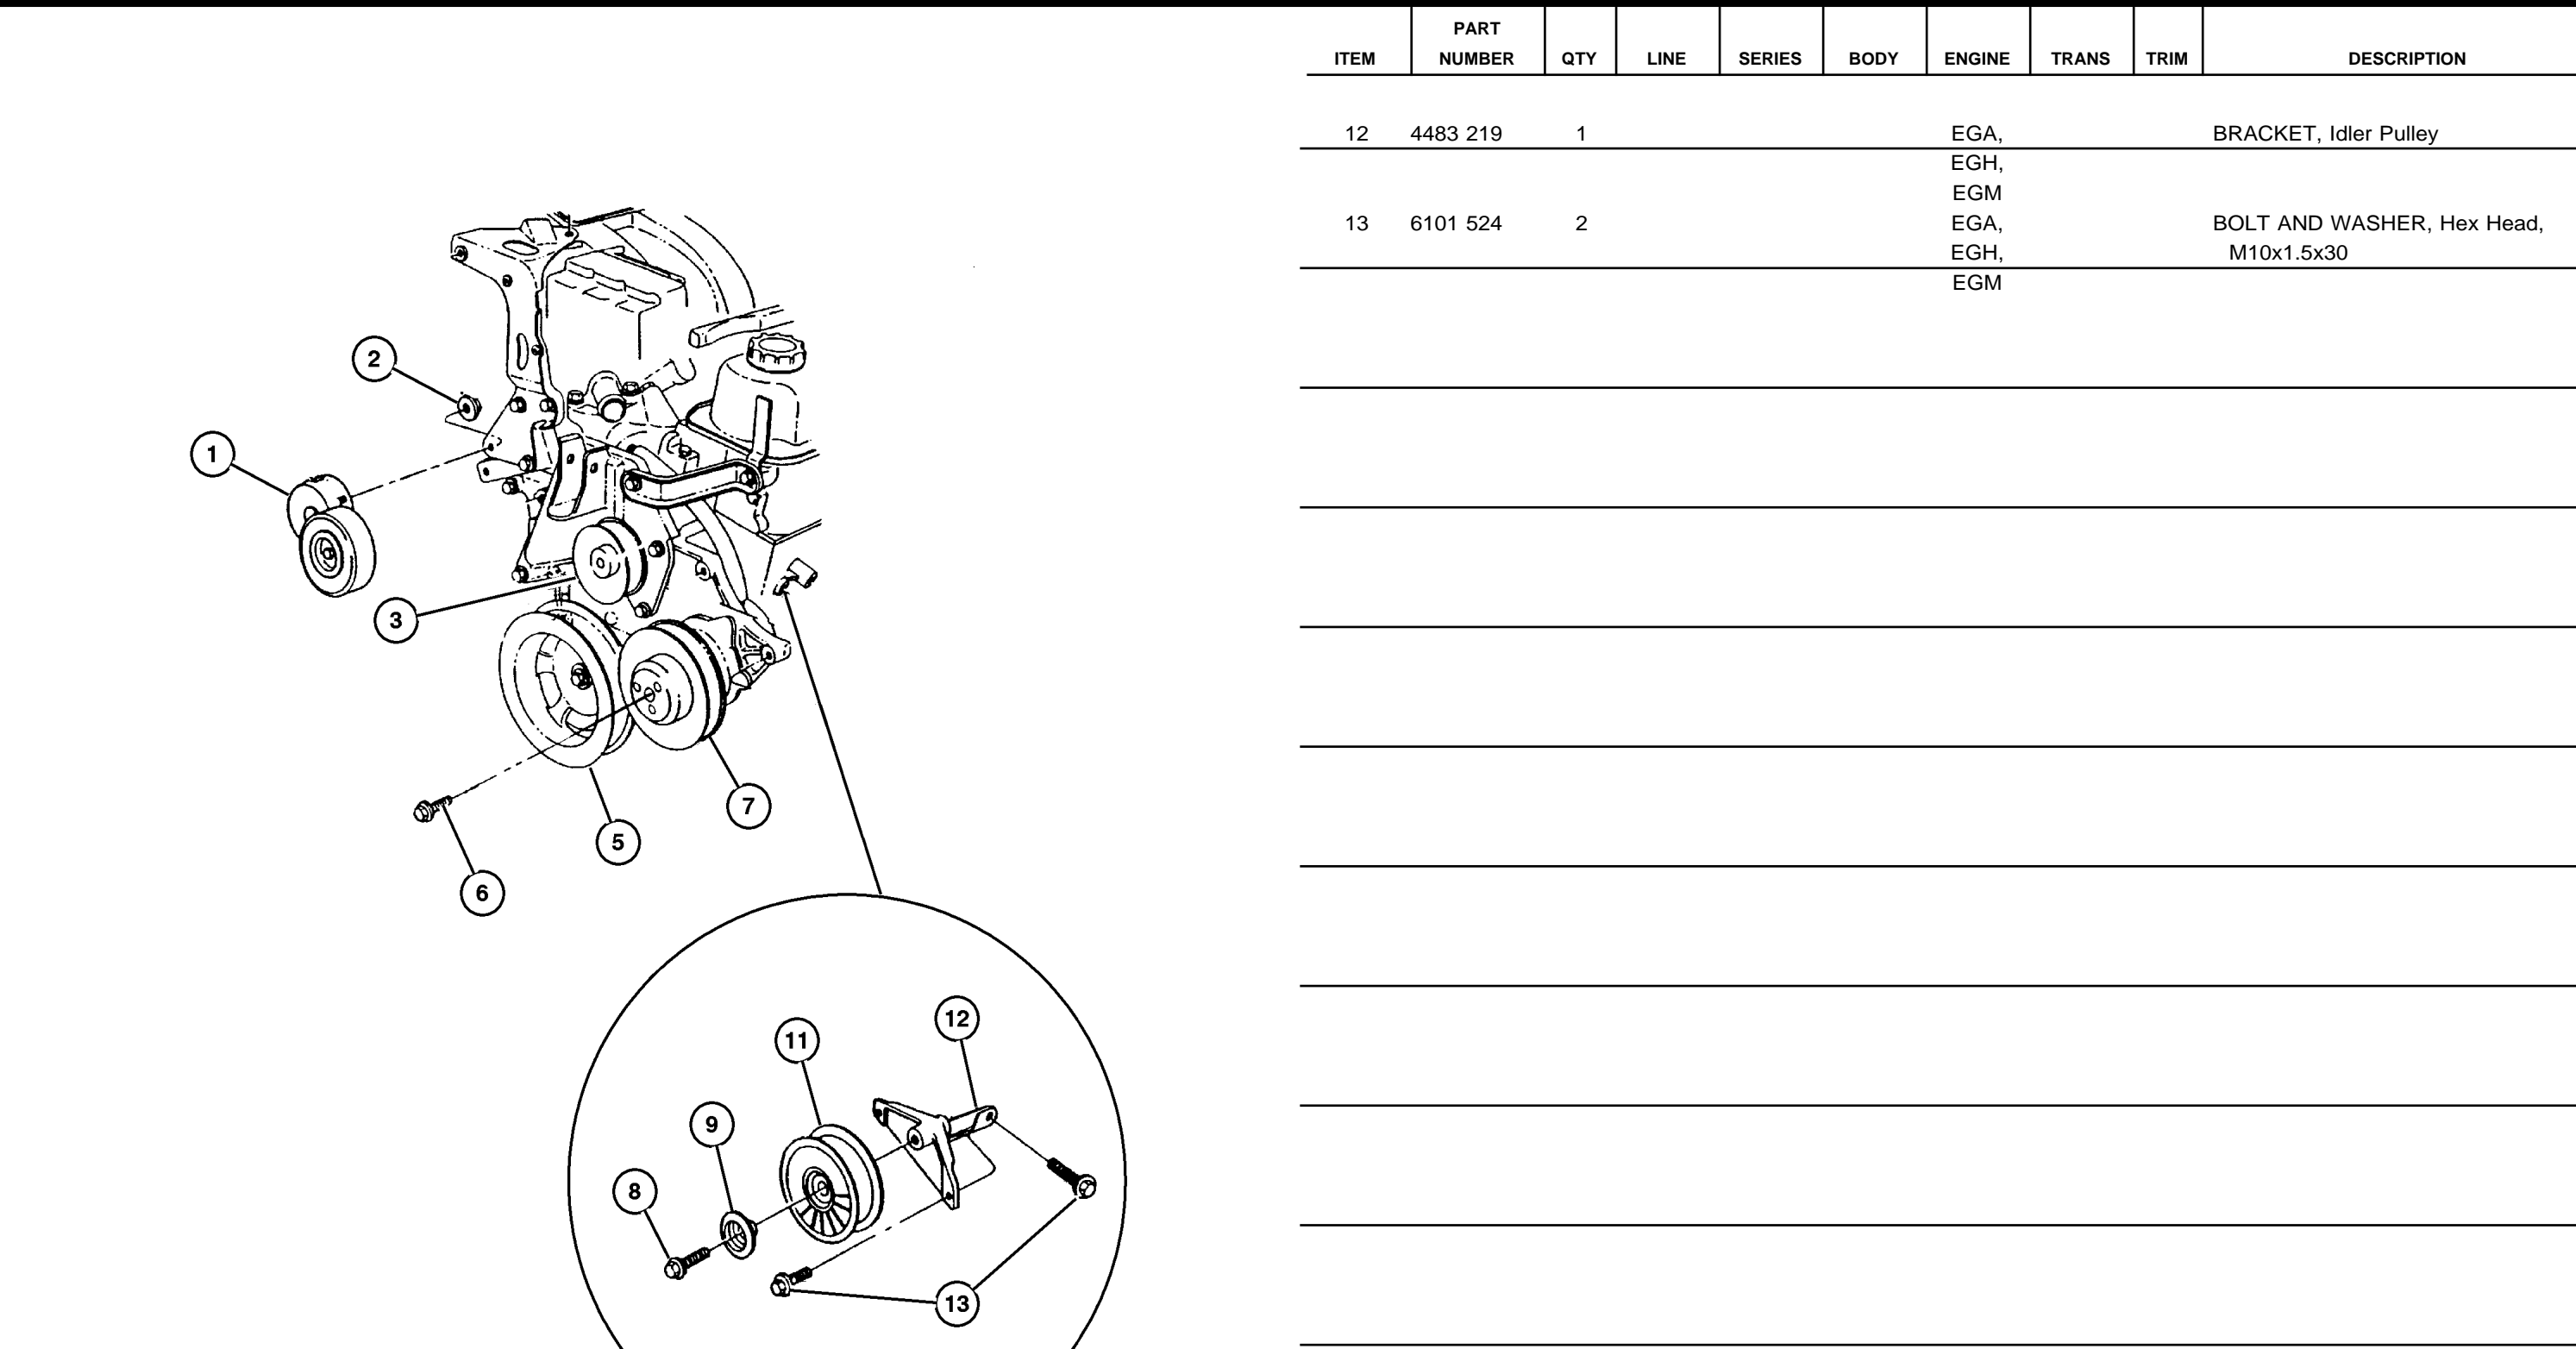 PART
ITEM NUMBER QTY LINE SERIES BODY ENGINE TRANS TRIM DESCRIPTION
12 4483 219 1 EGA, BRACKET, Idler Pulley
EGH,
EGM
13 6101 524 2 EGA, BOLT AND WASHER, Hex Head,
EGH, M10x1.5x30
EGM
2
1
3
7
5
6
12
11
9
8
13